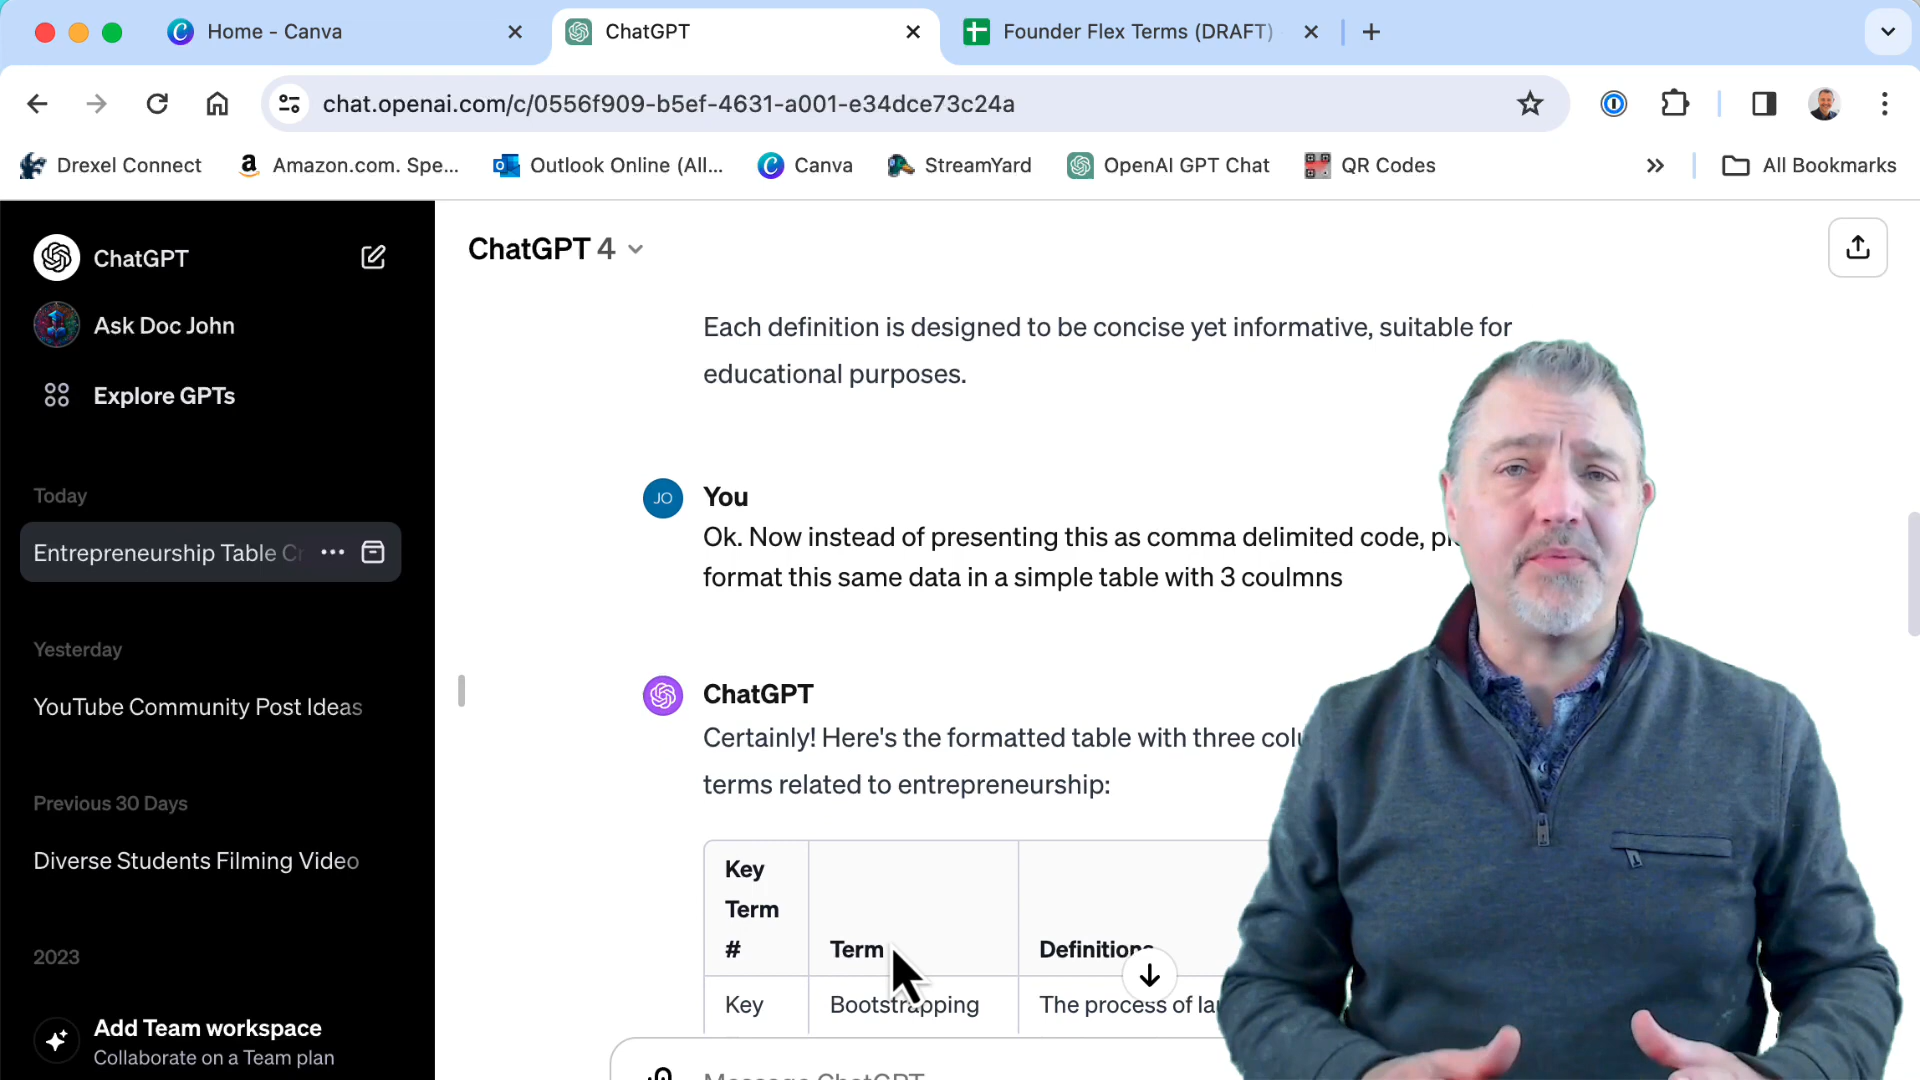 Home - Canva
ChatGPT
Founder Flex Terms (DRAFT)
chat.openai.com/c/0556f909-b5ef-4631-a001-e34dce73c24a
Drexel Connect
Amazon.com. Spe...
Outlook Online (All...
Canva
StreamYard
OpenAI GPT Chat
QR Codes
All Bookmarks
ChatGPT
Ask Doc John
Explore GPTs
Today
Entrepreneurship Table Cr
Yesterday
YouTube Community Post Ideas
Previous 30 Days
Diverse Students Filming Video
2023
Add Team workspace
Collaborate on a Team plan
ChatGPT 4
Each definition is designed to be concise yet informative, suitable for
educational purposes.
JO
You
Ok. Now instead of presenting this as comma delimited code,
format this same data in a simple table with 3 coulmns
ChatGPT
Certainly! Here's the formatted table with three
terms related to entrepreneurship:
Key
Term
#
Term
Definitions
Key
Bootstrapping
The process of
Message ChatGPT